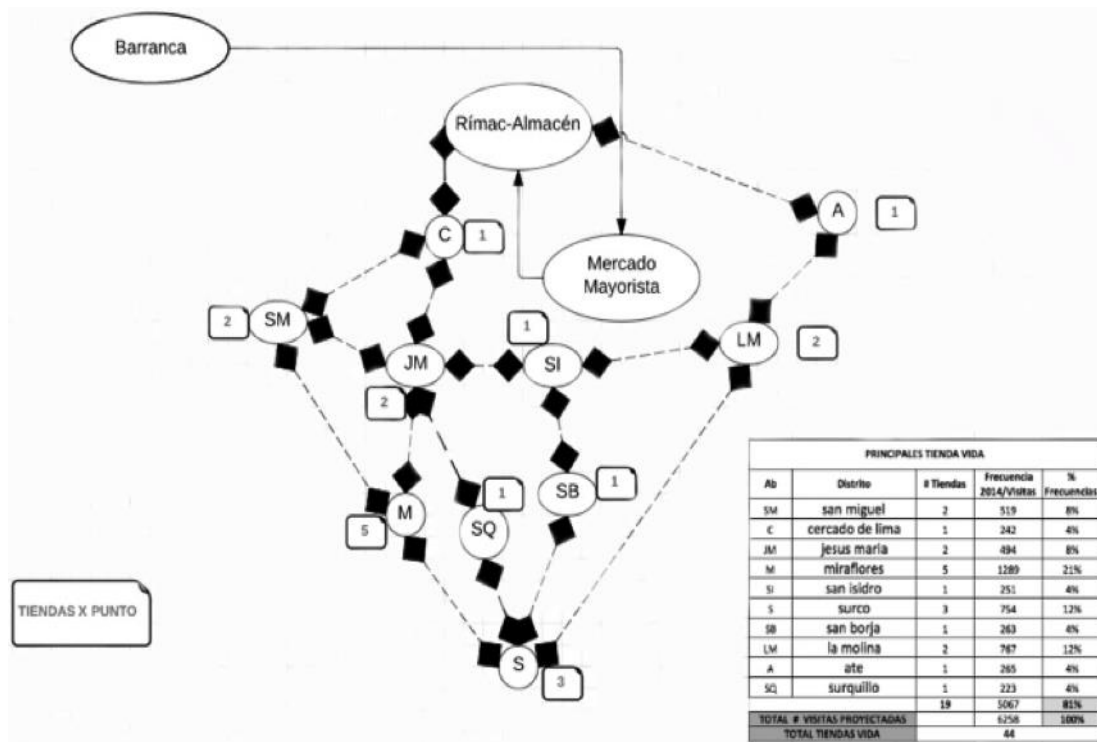 Barranca
Rímac-Almacén
A
1
C
1
Mercado
Mayorista
2
SM
1
LM
2
JM
SI
2
1
SB
1
M
SQ
5
TIENDAS X PUNTO
S
3
PRINCIPALES TIENDA VIDA
Ab Distrito # Tiendas Frecuencia 2014/Visitas % Frecuencias
SM san miguel 2 519 8%
C cercado de lima 1 242 4%
JM jesus maria 2 494 8%
M miraflores 5 1289 21%
SI san isidro 1 251 4%
S surco 3 754 12%
SB san borja 1 263 4%
LM la molina 2 767 12%
A ate 1 265 4%
SQ surquillo 1 223 4%
19 5067 81%
TOTAL # VISITAS PROYECTADAS 6258 100%
TOTAL TIENDAS VIDA 44